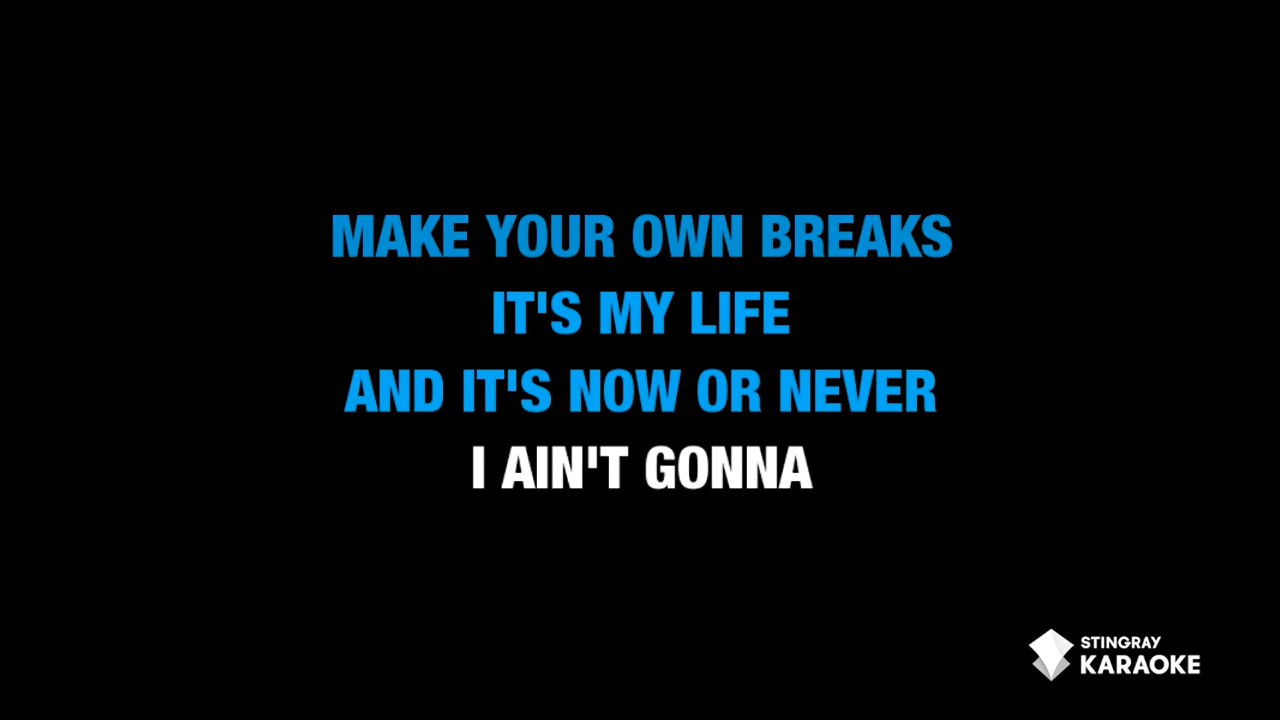 MAKE YOUR OWN BREAKS
IT'S MY LIFE
AND IT'S NOW OR NEVER
I AIN'T GONNA
STINGRAY
KARAOKE